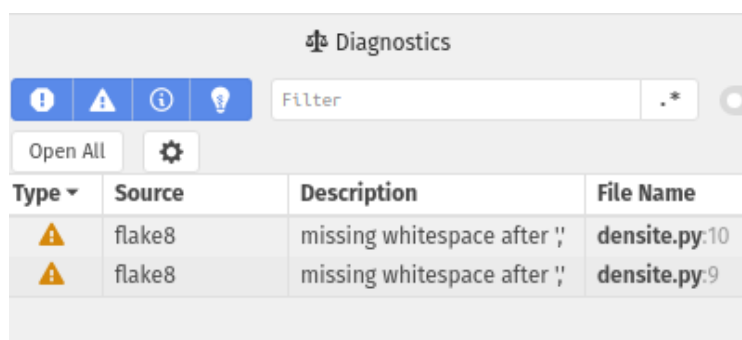 Diagnostics
Filter .*
Open All
Type Source Description File Name
flake8 missing whitespace after ',' densite.py:10
flake8 missing whitespace after ',' densite.py:9